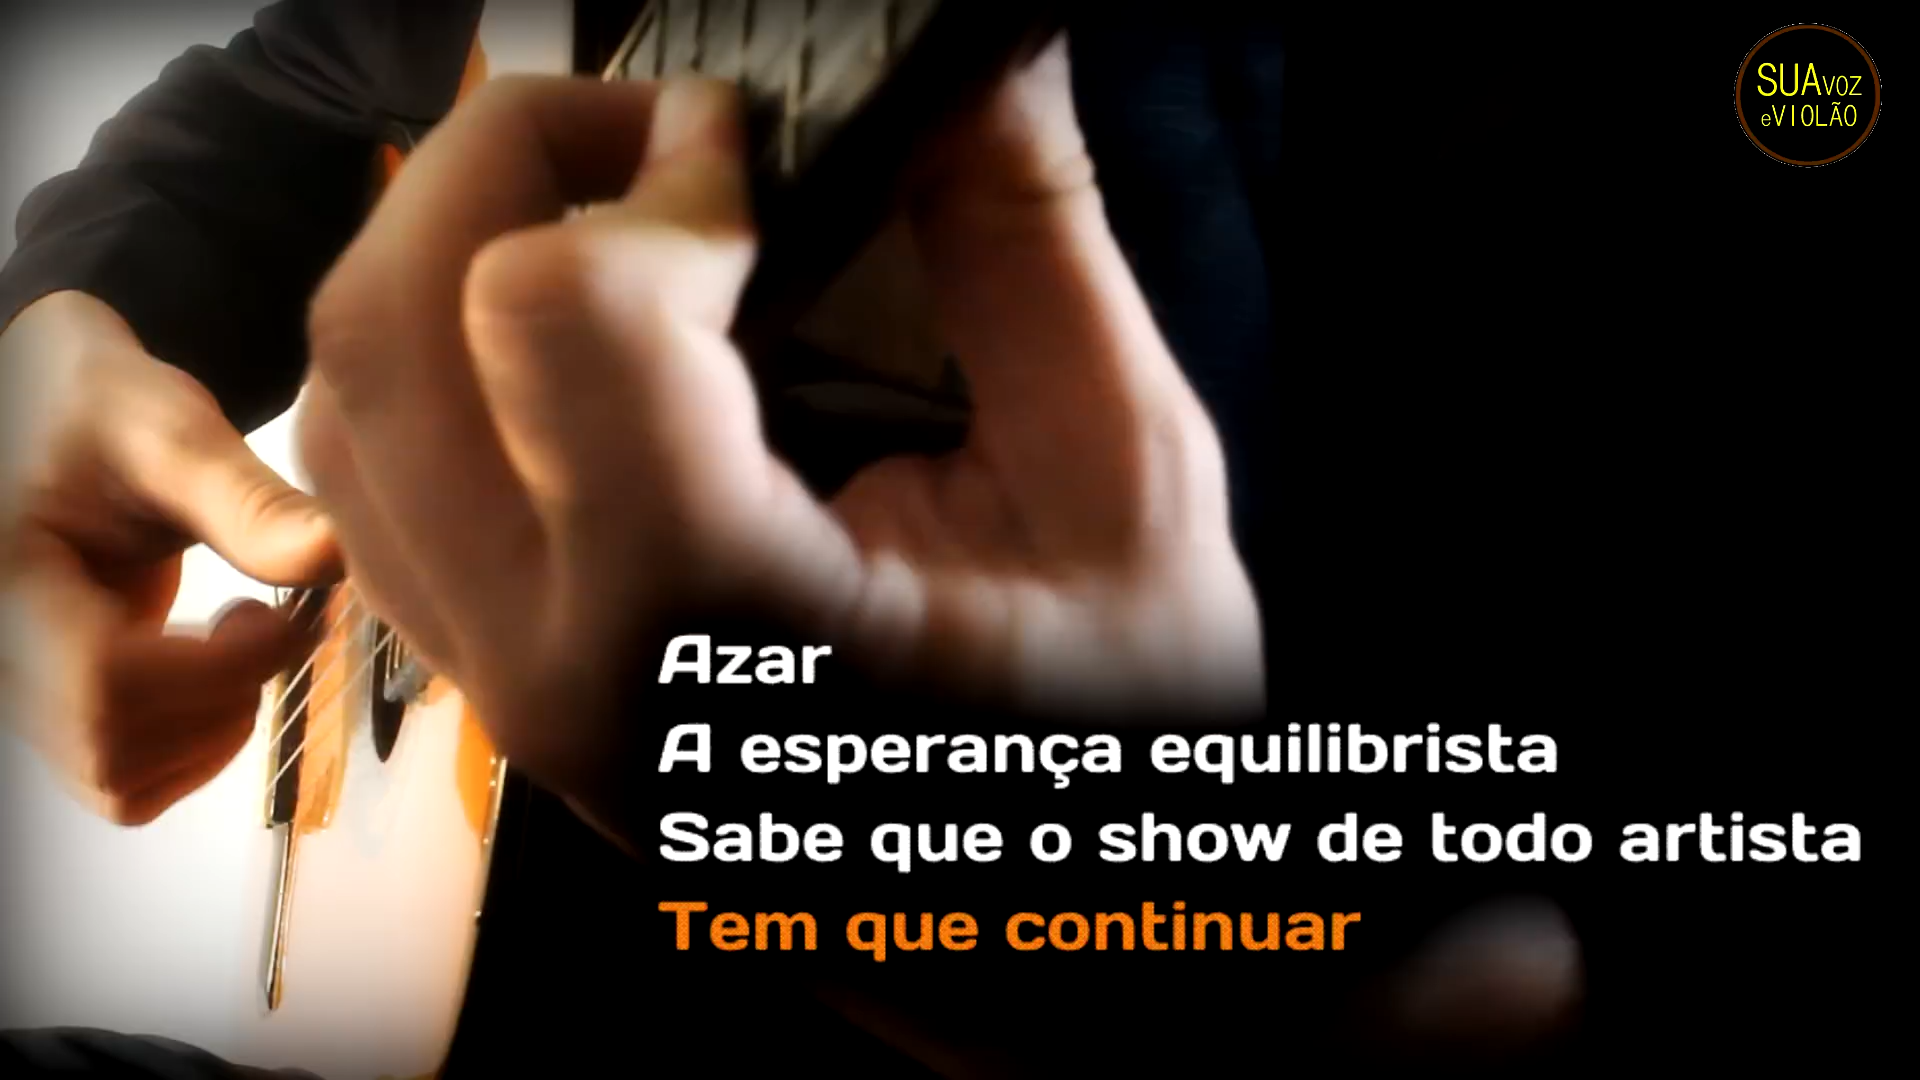 SUAVOZ
eVIOLÃO
Azar
A esperança equilibrista
Sabe que o show de todo artista
Tem que continuar